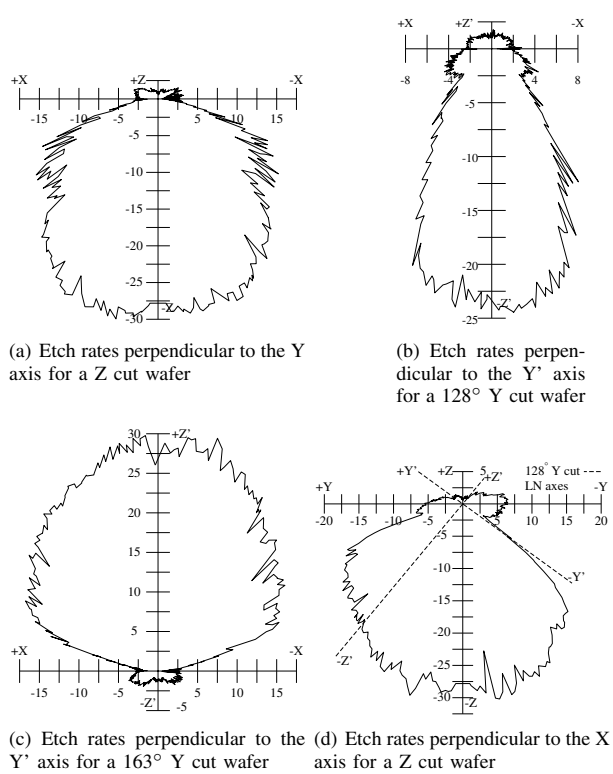 +X +Z -X
-15 -10 5 10 15
-5
-10
-15
-20
-25
-X
-30
(a) Etch rates perpendicular to the Y
axis for a Z cut wafer
+X +Z' -X
-8 -4 4 8
-5
-10
-15
-20
-Z'
-25
(b) Etch rates perpen-
dicular to the Y' axis
for a 128° Y cut wafer
30 +Z'
25
20
15
10
5
+X -X
-15 -10 -5 5 10 15
-Z' -5
(c) Etch rates perpendicular to the
Y' axis for a 163° Y cut wafer
+Y' +Z 5 +Z' 128° Y cut
LN axes
+Y -Y
-20 -15 -10 -5 5 10 15 20
-5
-Y'
-10
-15
-20
-Z'
-25
-30
-Z
(d) Etch rates perpendicular to the X
axis for a Z cut wafer